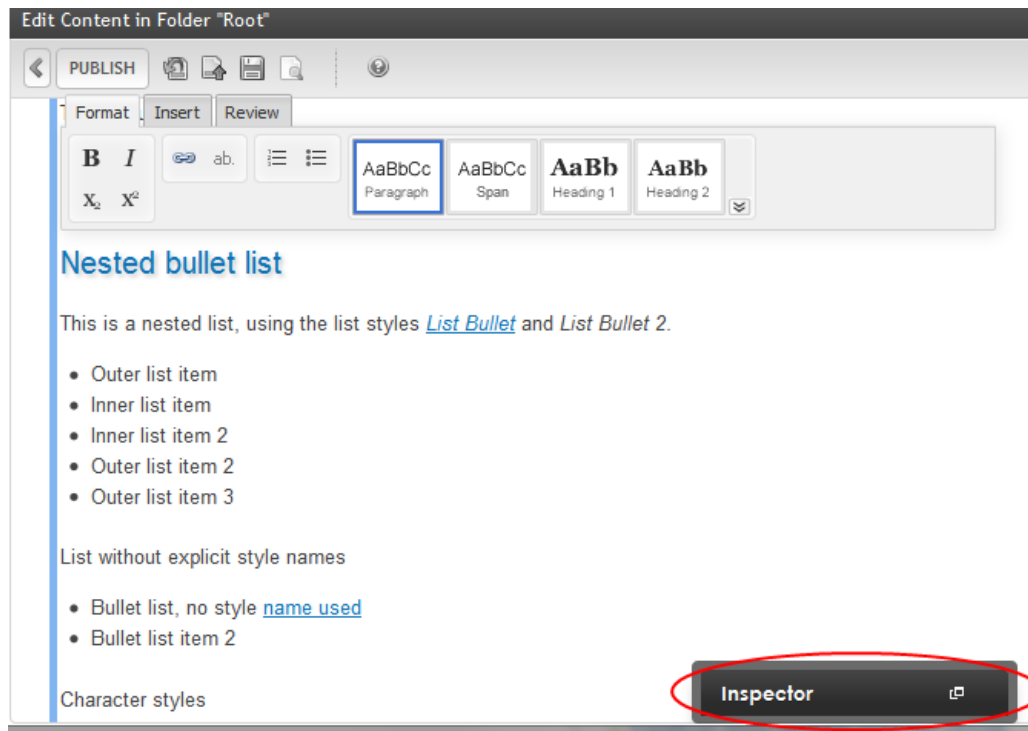 Edit Content in Folder "Root"
PUBLISH
Format Insert Review
B I ab.
X₂ X²
AaBbCc AaBbCc AaBb AaBb
Paragraph Span Heading 1 Heading 2
Nested bullet list
This is a nested list, using the list styles List Bullet and List Bullet 2.
• Outer list item
• Inner list item
• Inner list item 2
• Outer list item 2
• Outer list item 3
List without explicit style names
• Bullet list, no style name used
• Bullet list item 2
Character styles
Inspector